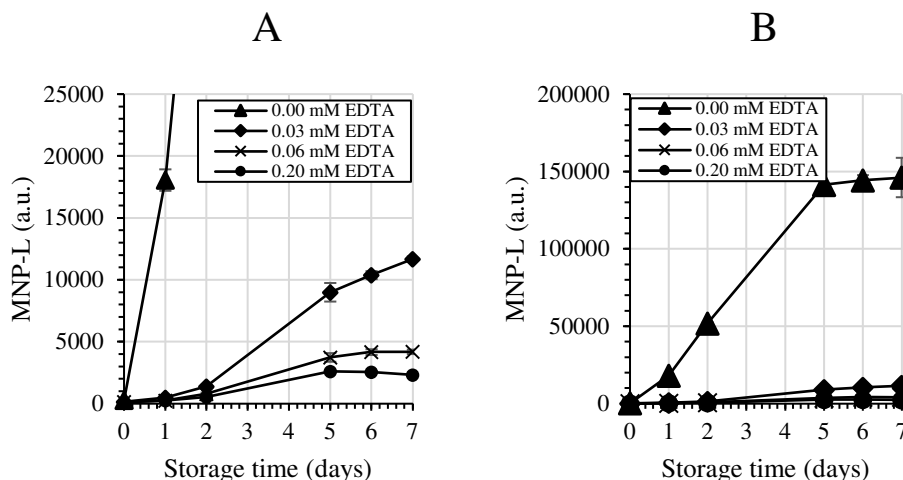 A
MNP-L (a.u.)
25000
20000
15000
10000
5000
0
0 1 2 3 4 5 6 7
Storage time (days)
0.00 mM EDTA
0.03 mM EDTA
0.06 mM EDTA
0.20 mM EDTA
B
MNP-L (a.u.)
200000
150000
100000
50000
0
0 1 2 3 4 5 6 7
Storage time (days)
0.00 mM EDTA
0.03 mM EDTA
0.06 mM EDTA
0.20 mM EDTA